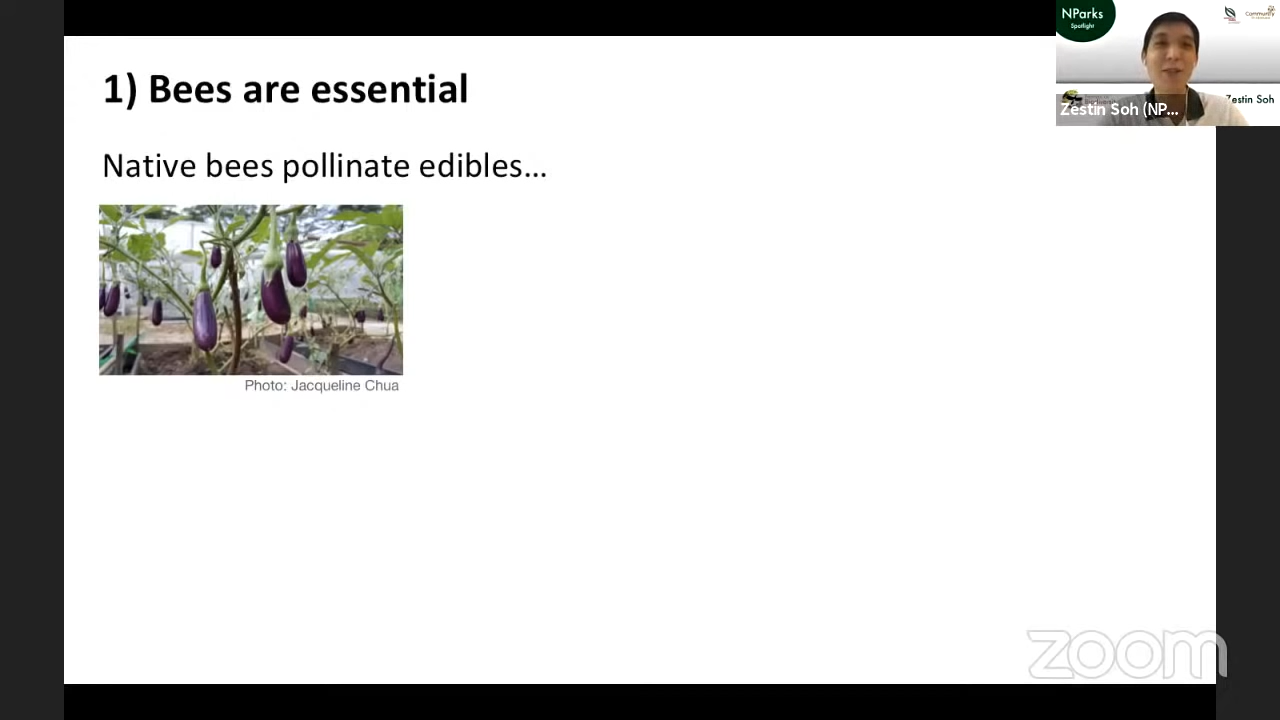 1) Bees are essential
Native bees pollinate edibles...
Photo: Jacqueline Chua
NParks
Spotlight
Community
Zestin Soh
Zestin Soh (NP...
zoom